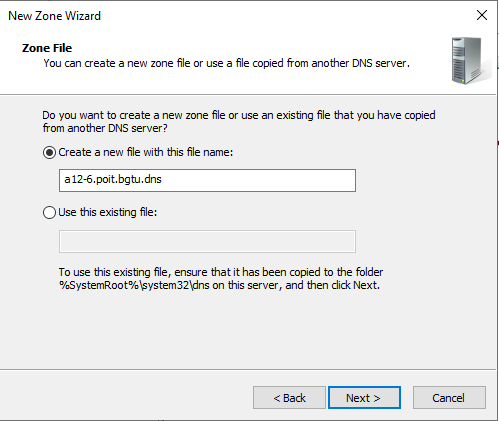 New Zone Wizard
Zone File
You can create a new zone file or use a file copied from another DNS server.
Do you want to create a new zone file or use an existing file that you have copied
from another DNS server?
Create a new file with this file name:
a12-6.poit.bgtu.dns
Use this existing file:
To use this existing file, ensure that it has been copied to the folder
%SystemRoot%\system32\dns on this server, and then click Next.
< Back
Next >
Cancel